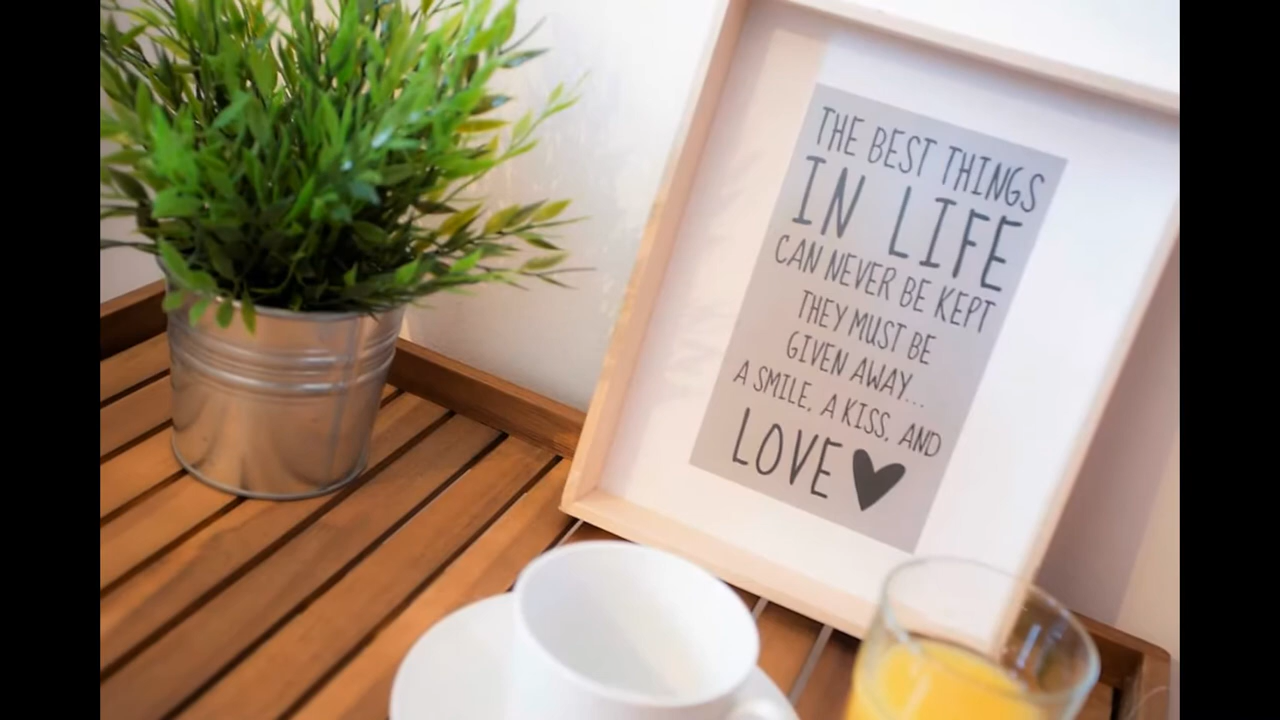 THE BEST THINGS
IN LIFE
CAN NEVER BE KEPT
THEY MUST BE
GIVEN AWAY...
A SMILE, A KISS, AND
LOVE